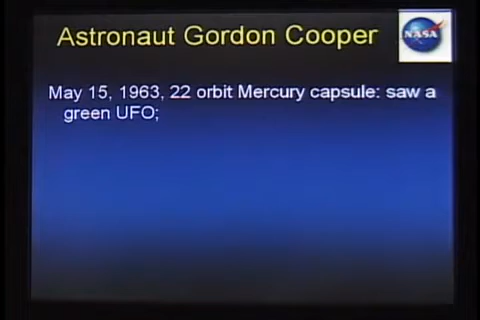 Astronaut Gordon Cooper
NASA
May 15, 1963, 22 orbit Mercury capsule: saw a
green UFO;